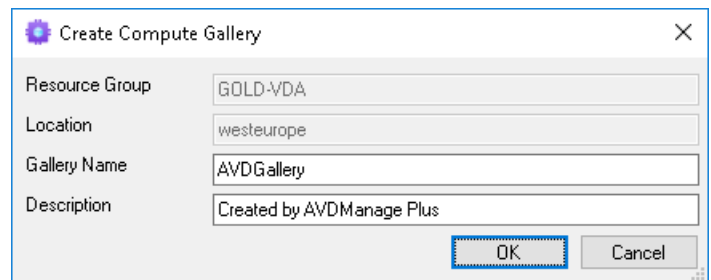 Create Compute Gallery
Resource Group GOLD-VDA
Location westeurope
Gallery Name AVDGallery
Description Created by AVDManage Plus
OK Cancel